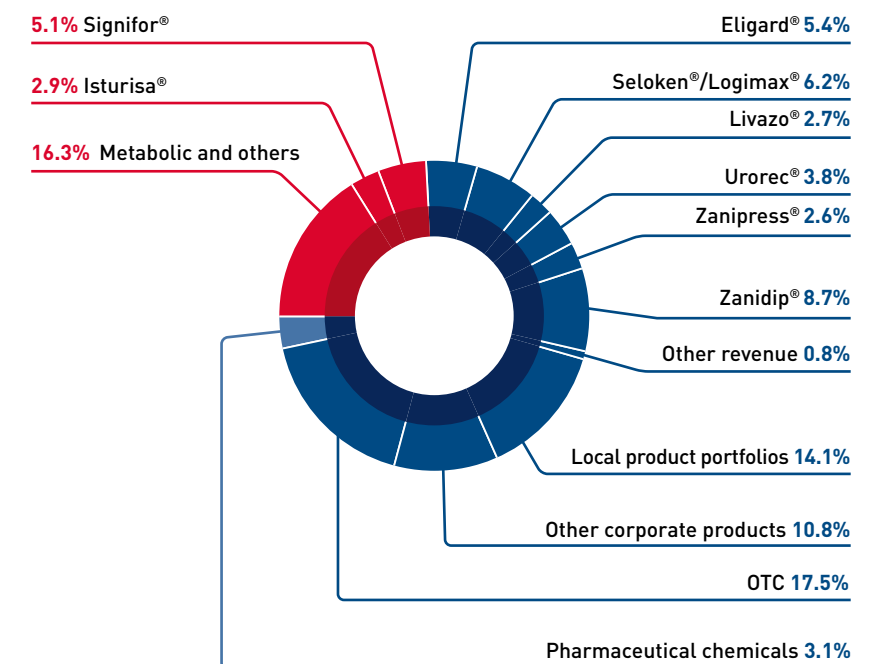 5.1% Signifor®
2.9% Isturisa®
16.3% Metabolic and others
Eligard® 5.4%
Seloken®/Logimax® 6.2%
Livazo® 2.7%
Urorec® 3.8%
Zanipress® 2.6%
Zanidip® 8.7%
Other revenue 0.8%
Local product portfolios 14.1%
Other corporate products 10.8%
OTC 17.5%
Pharmaceutical chemicals 3.1%